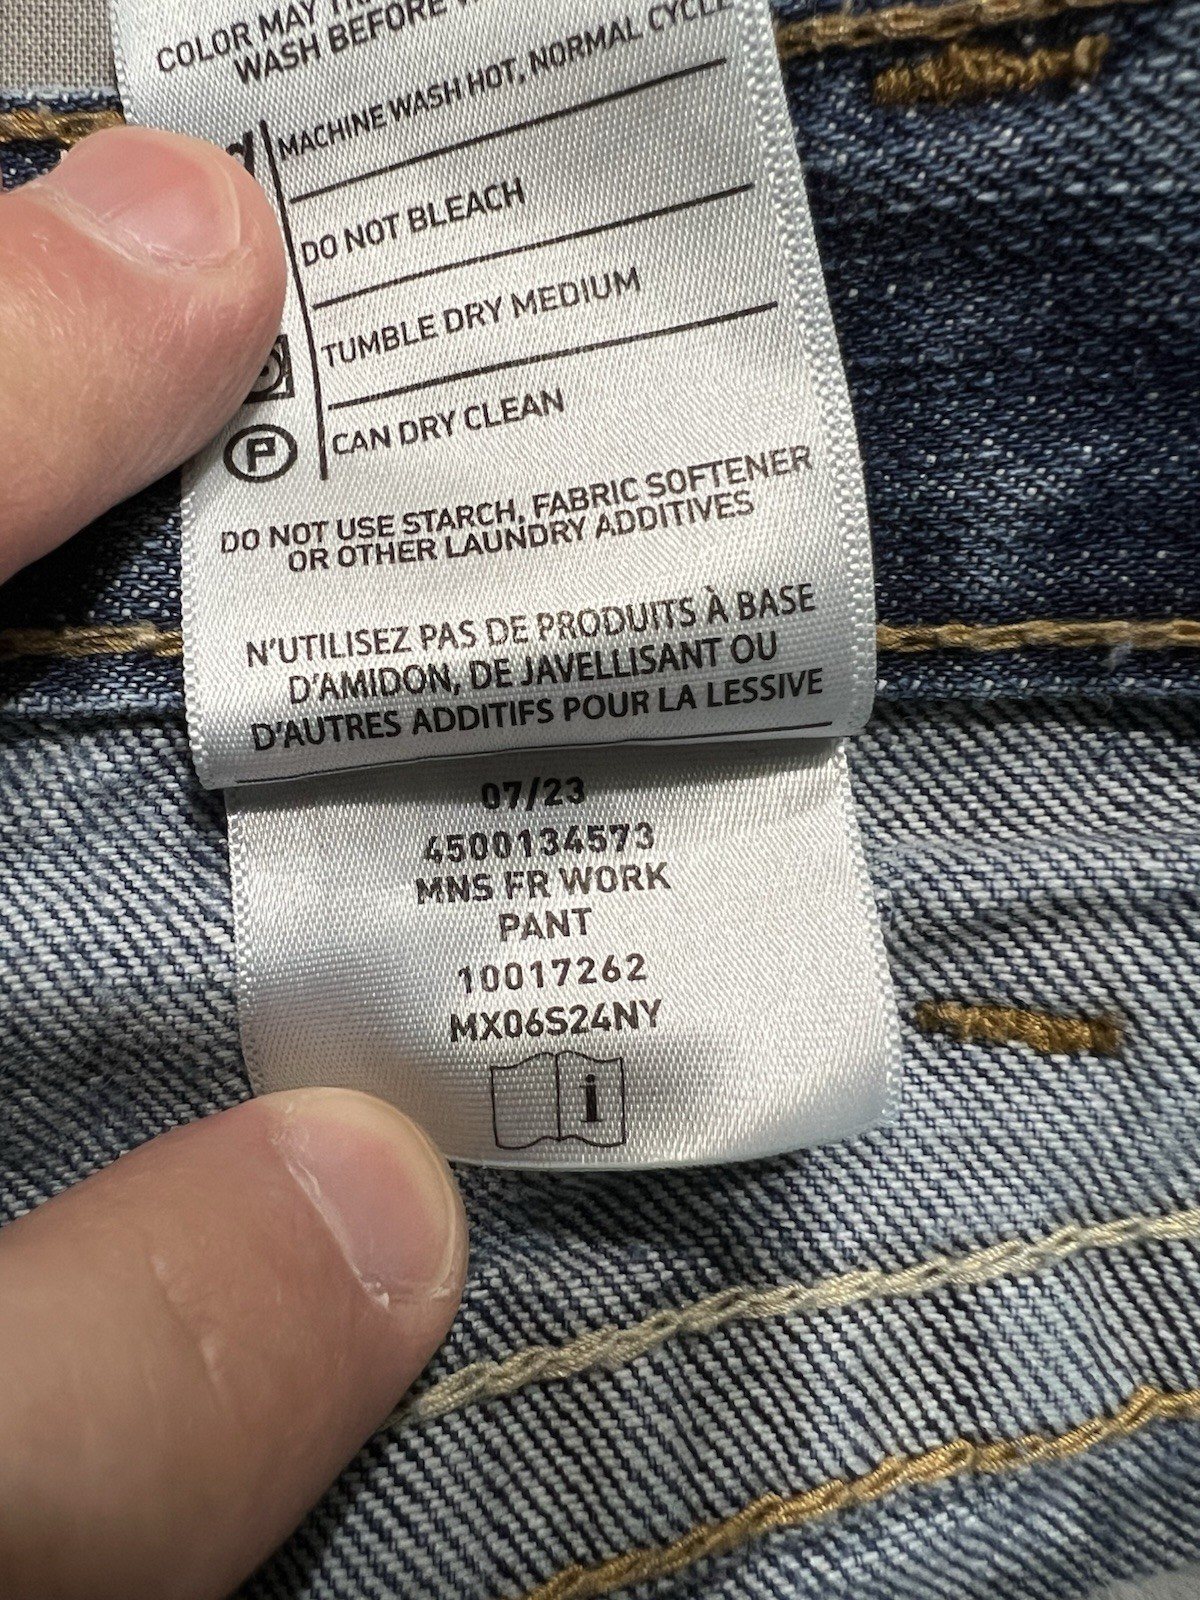 COLOR MAY
WASH BEFORE
MACHINE WASH HOT, NORMAL CYCLE
DO NOT BLEACH
TUMBLE DRY MEDIUM
P
CAN DRY CLEAN
DO NOT USE STARCH, FABRIC SOFTENER
OR OTHER LAUNDRY ADDITIVES
N'UTILISEZ PAS DE PRODUITS À BASE
D'AMIDON, DE JAVELLISANT OU
D'AUTRES ADDITIFS POUR LA LESSIVE
07/23
4500134573
MNS FR WORK
PANT
10017262
MX06S24NY
i